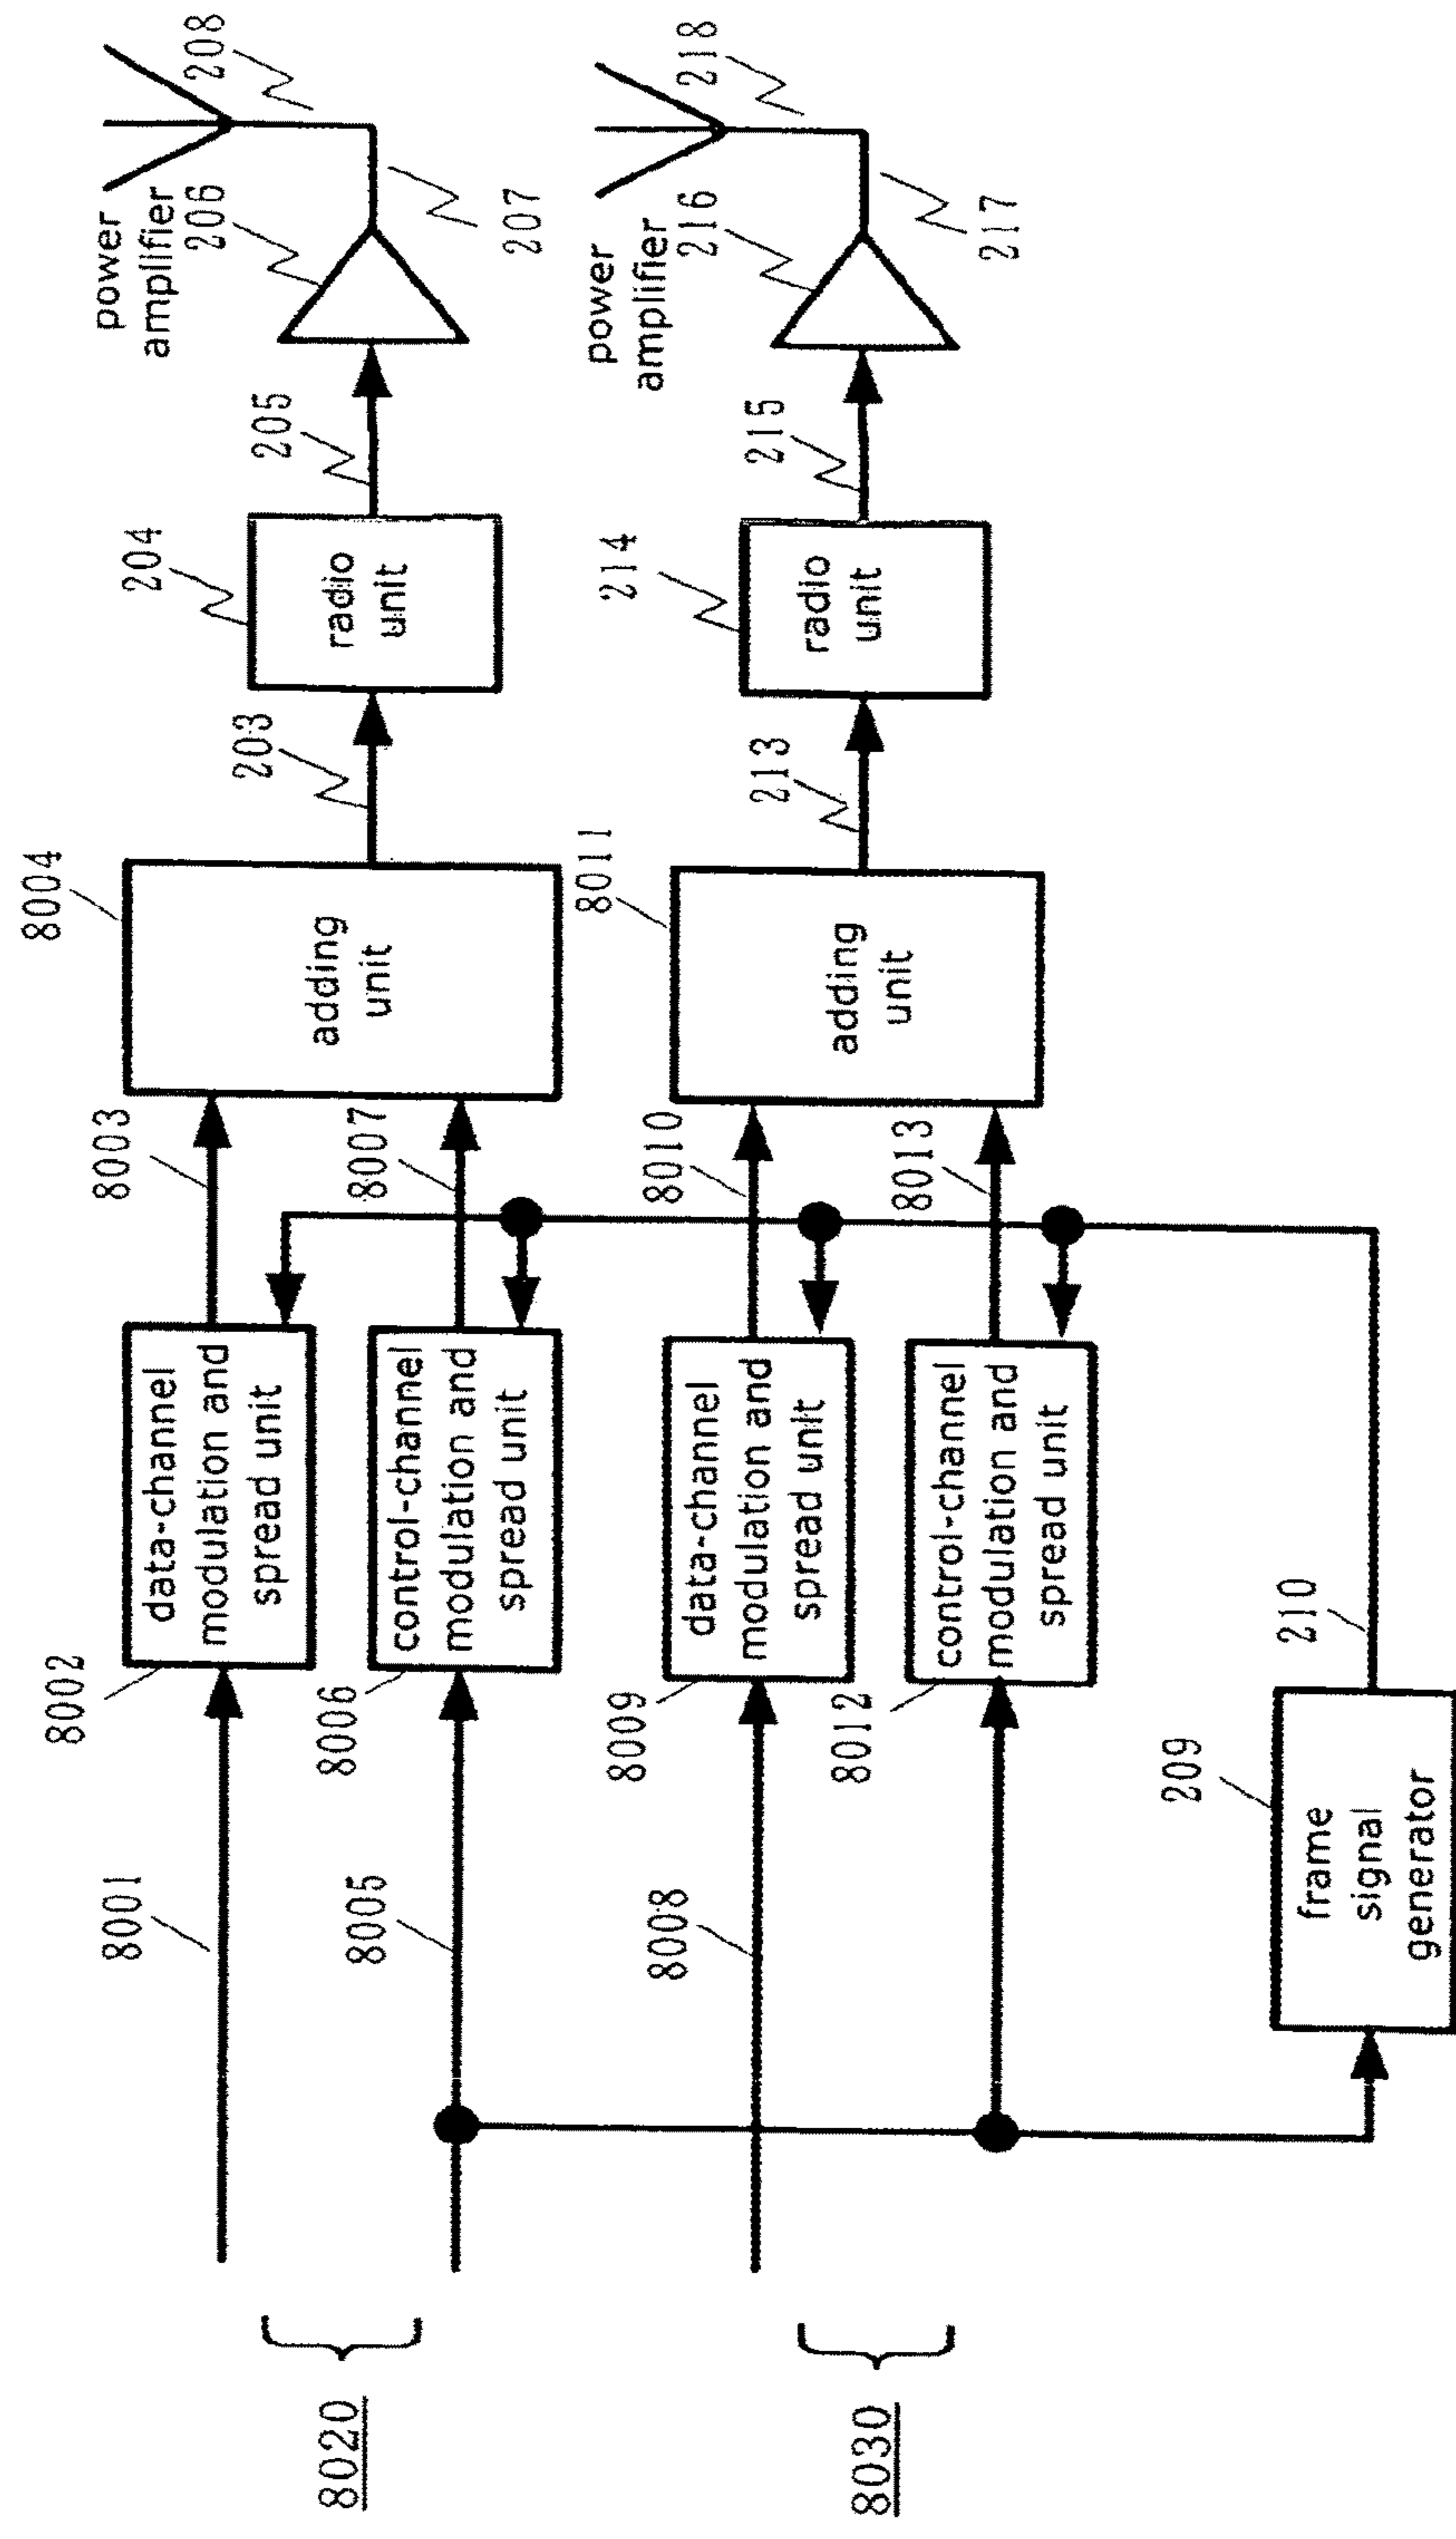 8020
8001
8002
data-channel
modulation and
spread unit
8003
8005
8006
control-channel
modulation and
spread unit
8007
8004
adding
unit
203
204
radio
unit
205
power
amplifier
206
207
208
8030
8008
8009
data-channel
modulation and
spread unit
8010
8012
control-channel
modulation and
spread unit
8013
8011
adding
unit
213
214
radio
unit
215
power
amplifier
216
217
218
209
frame
signal
generator
210